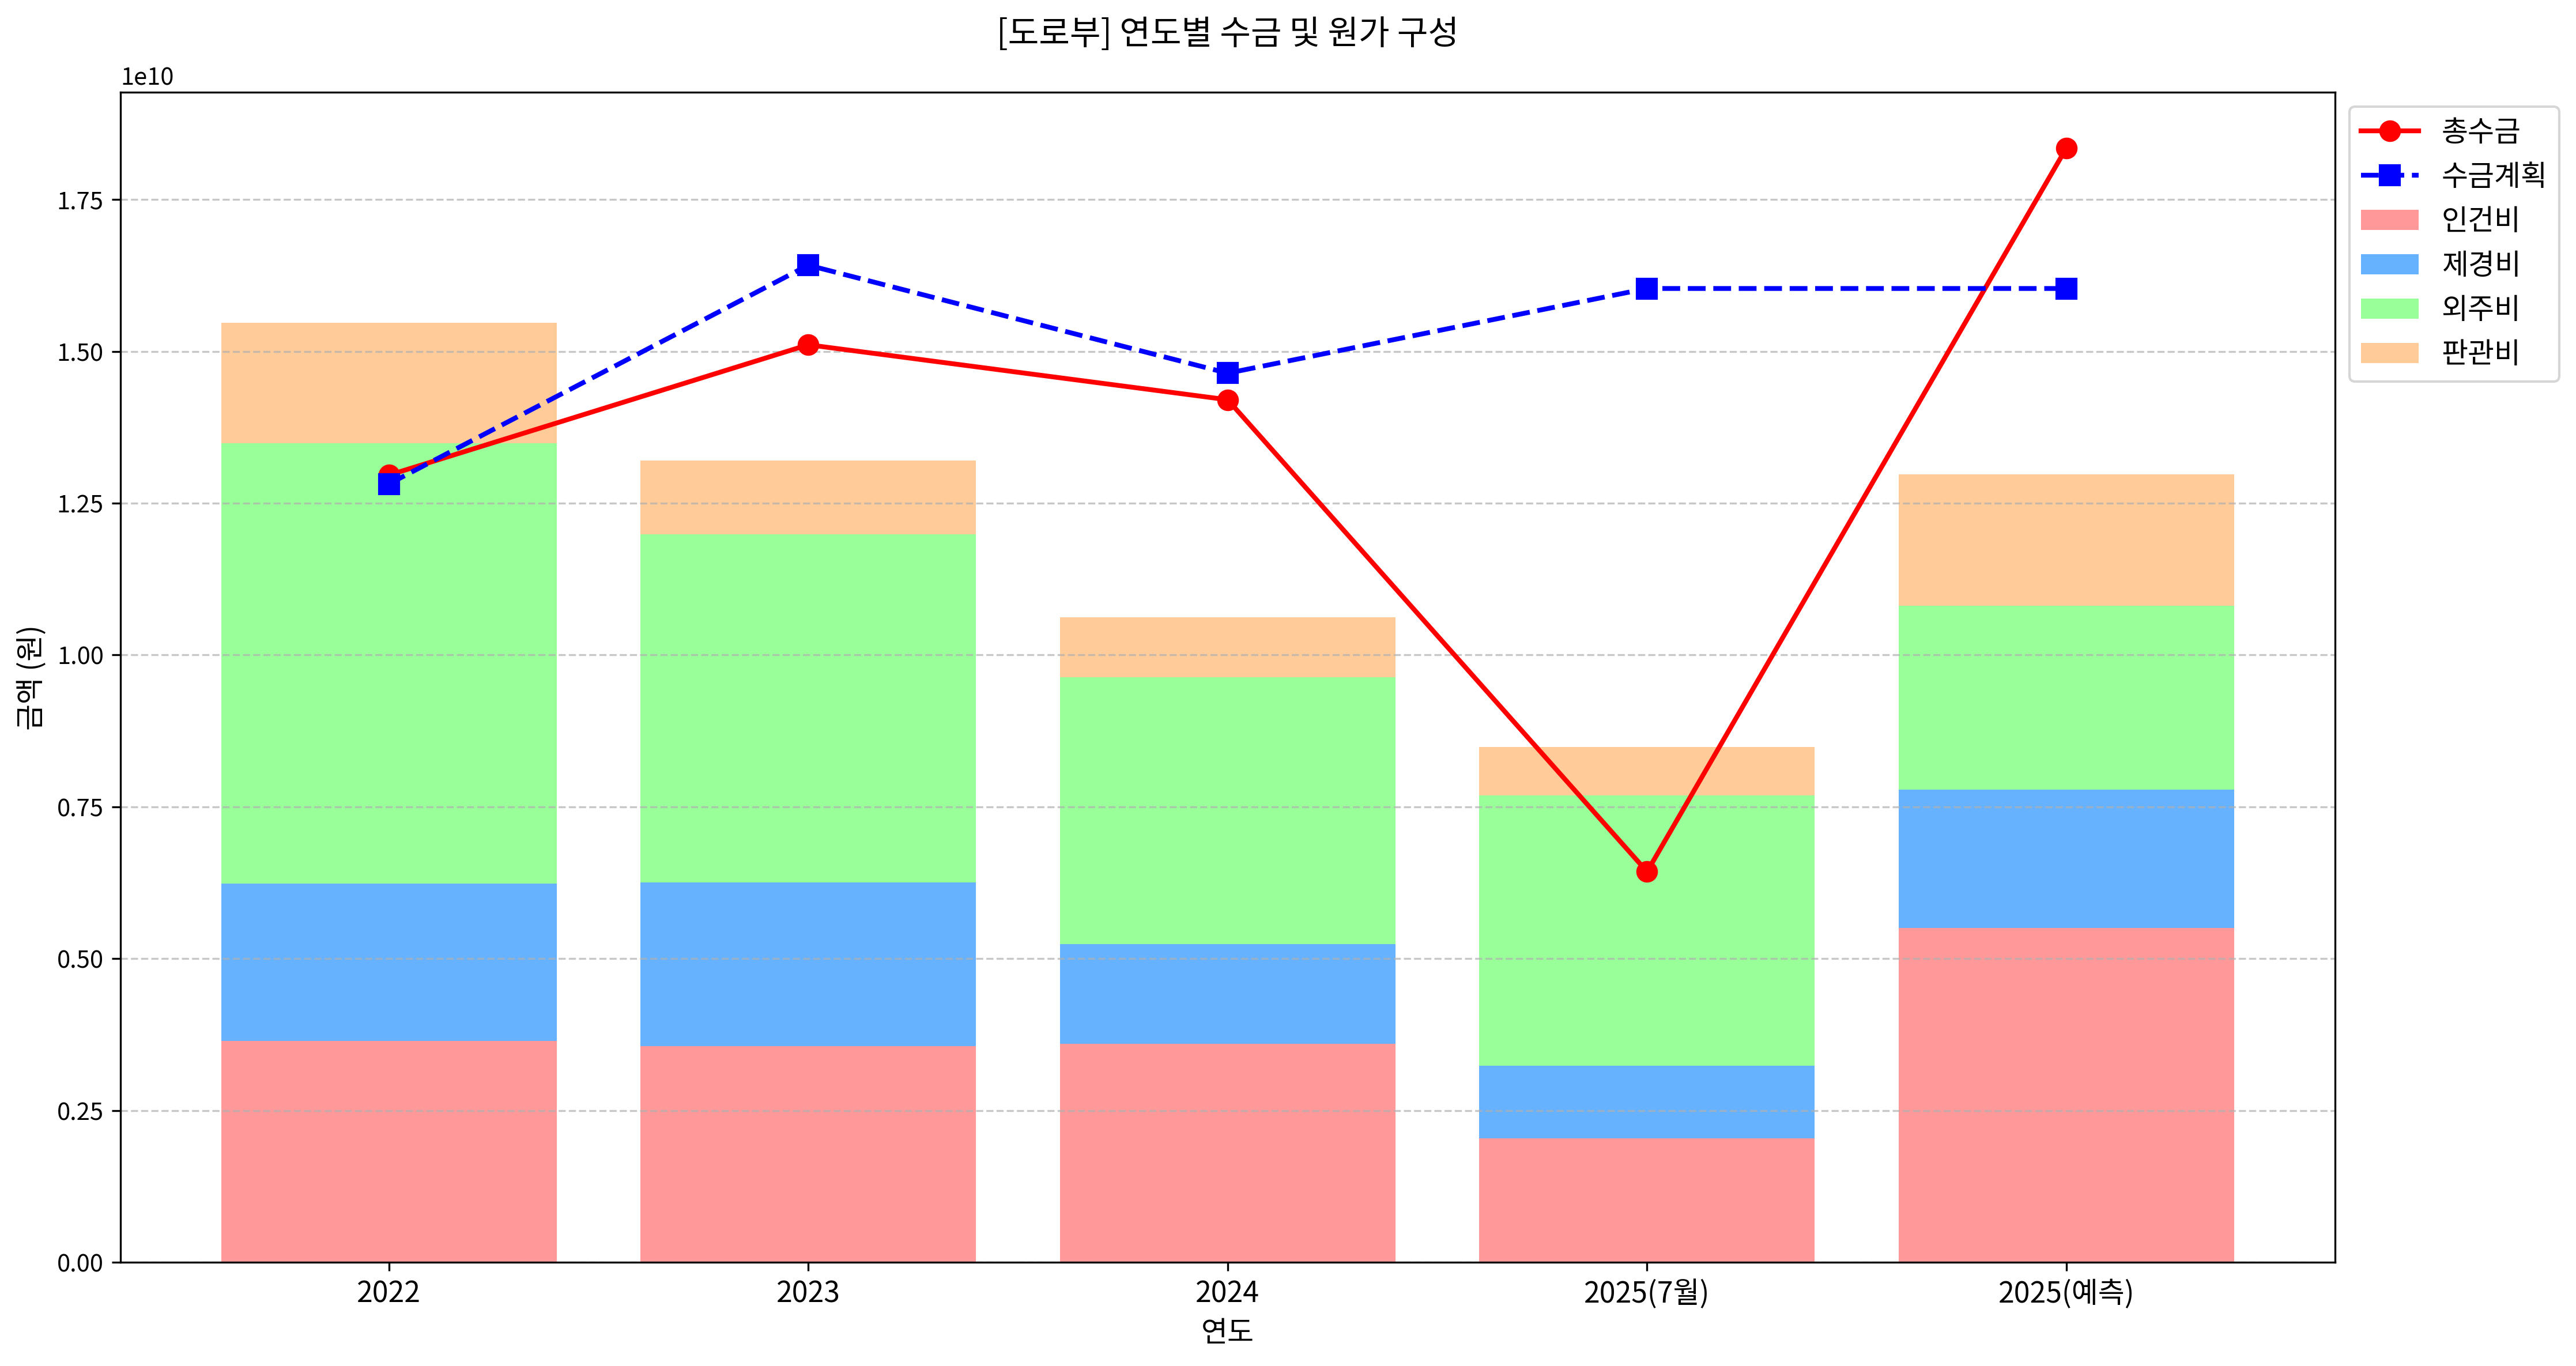 [도로부] 연도별 수금 및 원가 구성
1e10
1.75
1.50
1.25
1.00
0.75
0.50
0.25
0.00
금액 (원)
2022
2023
2024
2025(7월)
2025(예측)
연도
총수금
수금계획
인건비
제경비
외주비
판관비